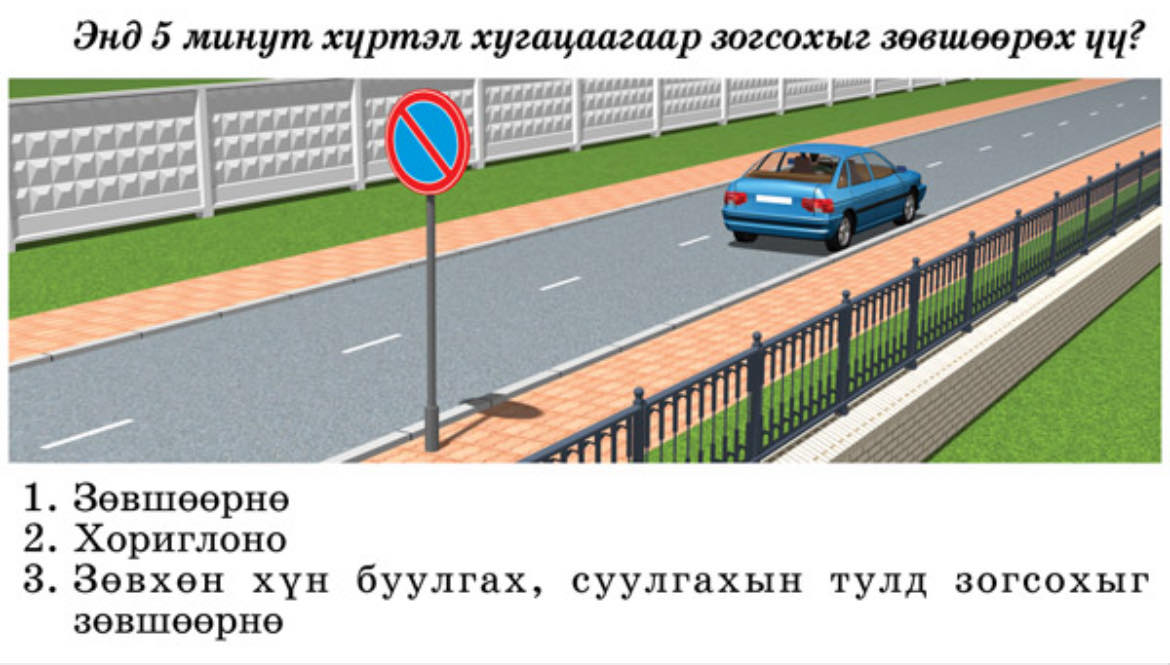 Энд 5 минут хүртэл хугацаагаар зогсохыг зөвшөөрөх үү?
1. Зөвшөөрнө
2. Хориглоно
3. Зөвхөн хүн буулгах, суулгахын тулд зогсохыг
зөвшөөрнө